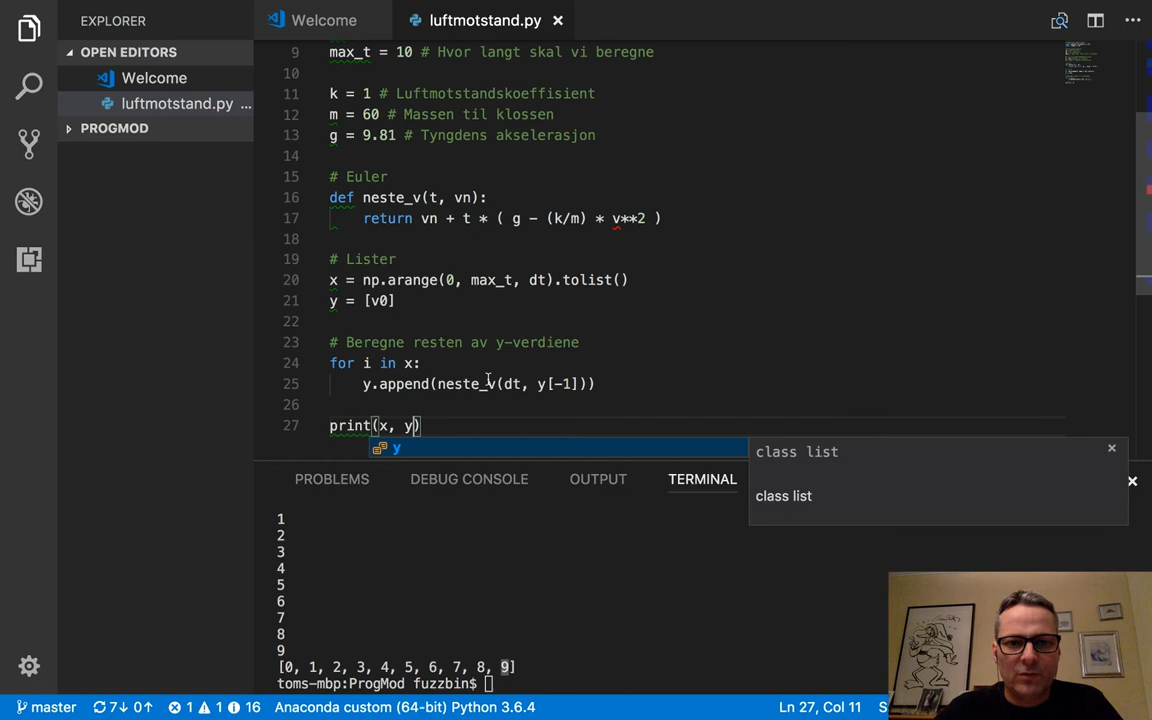 EXPLORER
OPEN EDITORS
Welcome
luftmotstand.py ...
PROGMOD
Welcome
luftmotstand.py ×
9 max_t = 10 # Hvor langt skal vi beregne
10
11 k = 1 # Luftmotstandskoeffisient
12 m = 60 # Massen til klossen
13 g = 9.81 # Tyngdens akselerasjon
14
15 # Euler
16 def neste_v(t, vn):
17 return vn + t * ( g - (k/m) * v**2 )
18
19 # Lister
20 x = np.arange(0, max_t, dt).tolist()
21 y = [v0]
22
23 # Beregne resten av y-verdiene
24 for i in x:
25 y.append(neste_v(dt, y[-1]))
26
27 print(x, y)
y
class list
class list
PROBLEMS DEBUG CONSOLE OUTPUT TERMINAL
1
2
3
4
5
6
7
8
9
[0, 1, 2, 3, 4, 5, 6, 7, 8, 9]
toms-mbp:ProgMod fuzzbin$
master 7↓ 0↑ 1 1 16 Anaconda custom (64-bit) Python 3.6.4 Ln 27, Col 11 S